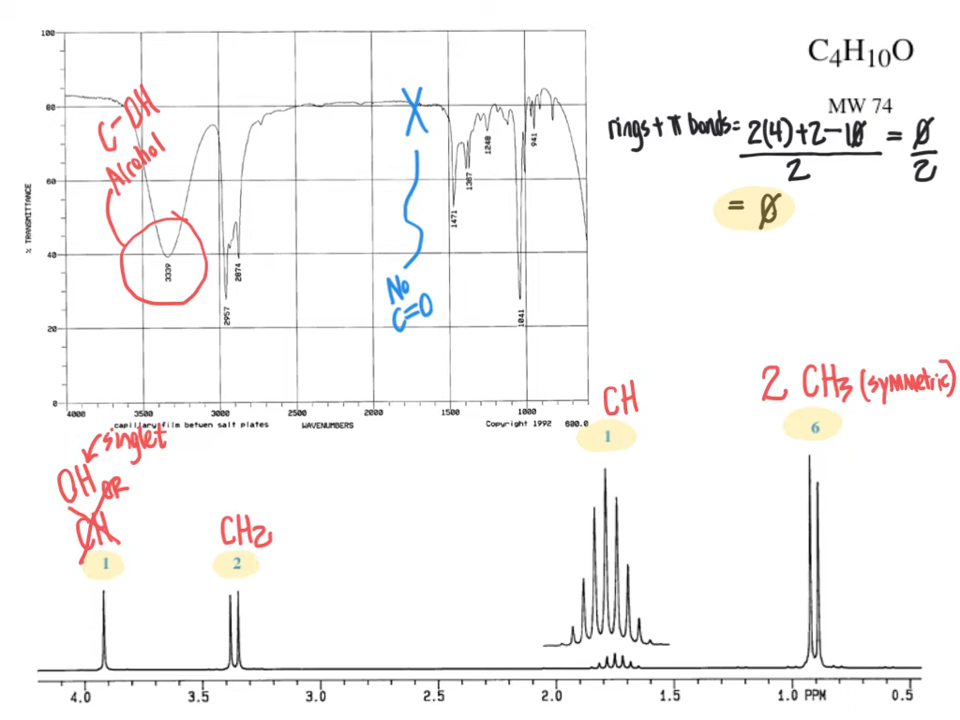 C4H10O
MW 74
rings + π bonds = 2(4)+2-10 / 2 = 0/2
= 0
% TRANSMITTANCE
100
80
60
40
20
0
C-OH
Alcohol
3339
2957
2874
X
No
C=O
1471
1367
1248
1041
941
4000 3500 3000 2500 2000 1500 1000 600.0
capillary film betwen salt plates WAVENUMBERS Copyright 1992
OH singlet
OR
CH
1
CH2
2
CH
1
2 CH3 (symmetric)
6
4.0 3.5 3.0 2.5 2.0 1.5 1.0 PPM 0.5